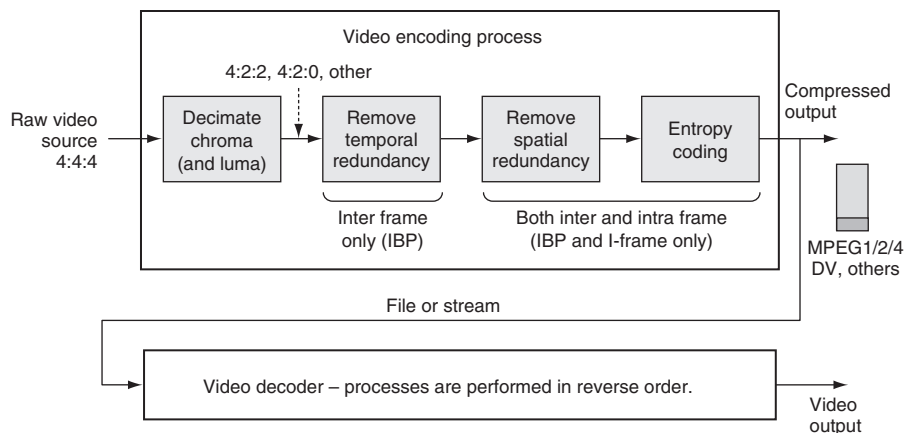 Video encoding process
4:2:2, 4:2:0, other
Raw video
source
4:4:4
Decimate
chroma
(and luma)
Remove
temporal
redundancy
Remove
spatial
redundancy
Entropy
coding
Compressed
output
Inter frame
only (IBP)
Both inter and intra frame
(IBP and I-frame only)
MPEG1/2/4
DV, others
File or stream
Video decoder – processes are performed in reverse order.
Video
output